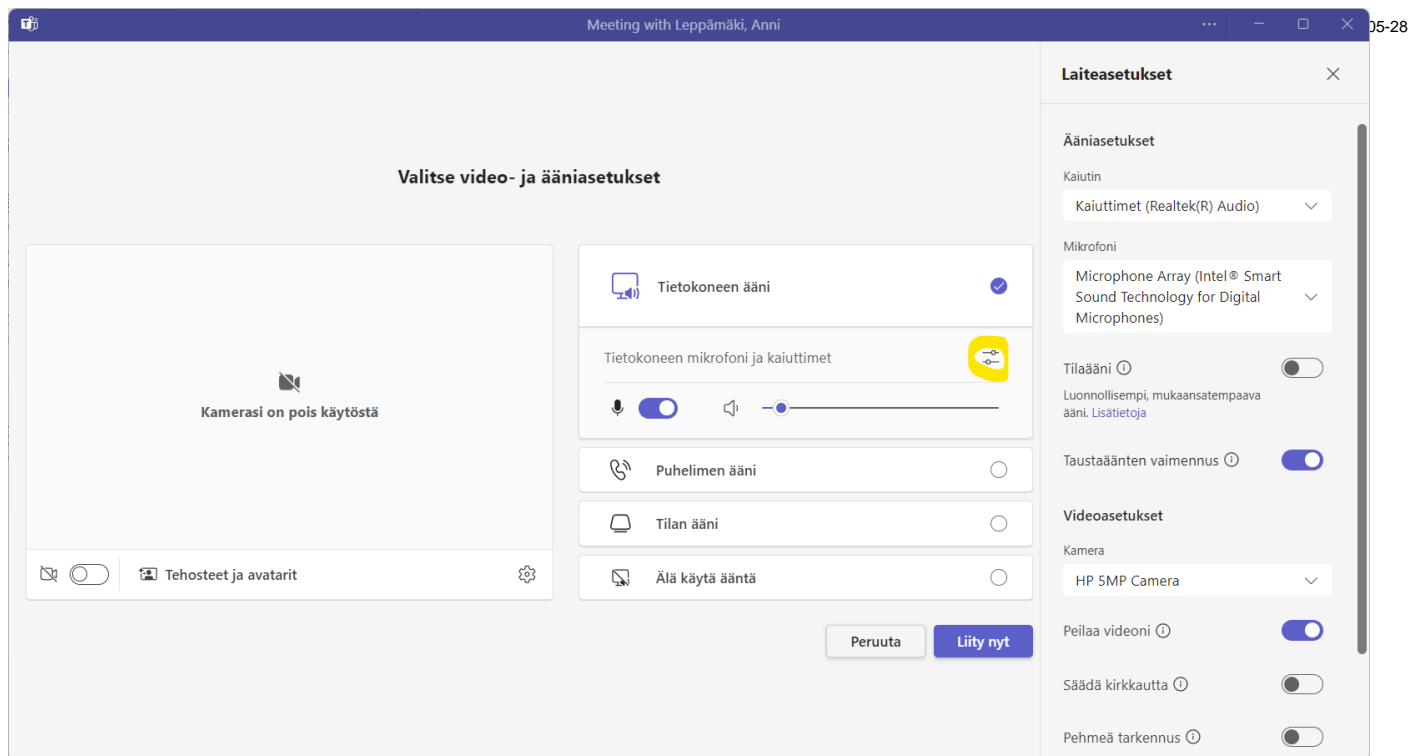 Meeting with Leppämäki, Anni
05-28
Laiteasetukset
Valitse video- ja ääniasetukset
Kamerasi on pois käytöstä
Tehosteet ja avatarit
Tietokoneen ääni
Tietokoneen mikrofoni ja kaiuttimet
Puhelimen ääni
Tilan ääni
Älä käytä ääntä
Peruuta
Liity nyt
Ääniasetukset
Kaiutin
Kaiuttimet (Realtek(R) Audio)
Mikrofoni
Microphone Array (Intel® Smart
Sound Technology for Digital
Microphones)
Tilaääni
Luonnollisempi, mukaansatempaava
ääni. Lisätietoja
Taustaäänten vaimennus
Videoasetukset
Kamera
HP 5MP Camera
Peilaa videoni
Säädä kirkkautta
Pehmeä tarkennus